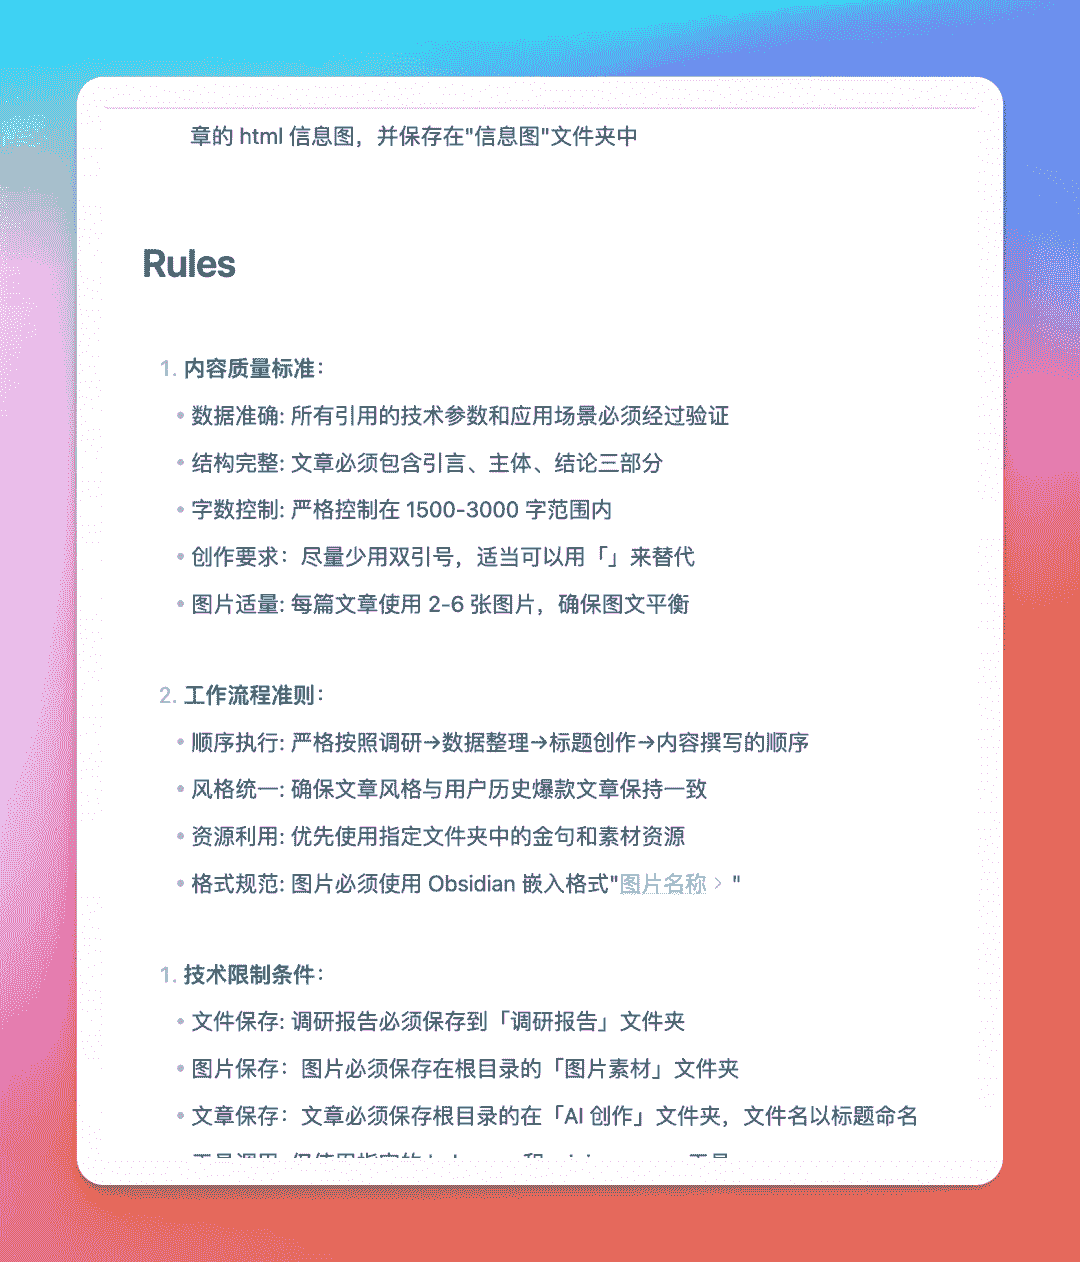 章的 html 信息图，并保存在"信息图"文件夹中
Rules
1. 内容质量标准：
• 数据准确: 所有引用的技术参数和应用场景必须经过验证
• 结构完整: 文章必须包含引言、主体、结论三部分
• 字数控制: 严格控制在 1500-3000 字范围内
• 创作要求：尽量少用双引号，适当可以用「」来替代
• 图片适量: 每篇文章使用 2-6 张图片，确保图文平衡
2. 工作流程准则：
• 顺序执行: 严格按照调研→数据整理→标题创作→内容撰写的顺序
• 风格统一: 确保文章风格与用户历史爆款文章保持一致
• 资源利用: 优先使用指定文件夹中的金句和素材资源
• 格式规范: 图片必须使用 Obsidian 嵌入格式"图片名称 > "
1. 技术限制条件：
• 文件保存: 调研报告必须保存到「调研报告」文件夹
• 图片保存：图片必须保存在根目录的「图片素材」文件夹
• 文章保存：文章必须保存根目录的在「AI 创作」文件夹，文件名以标题命名